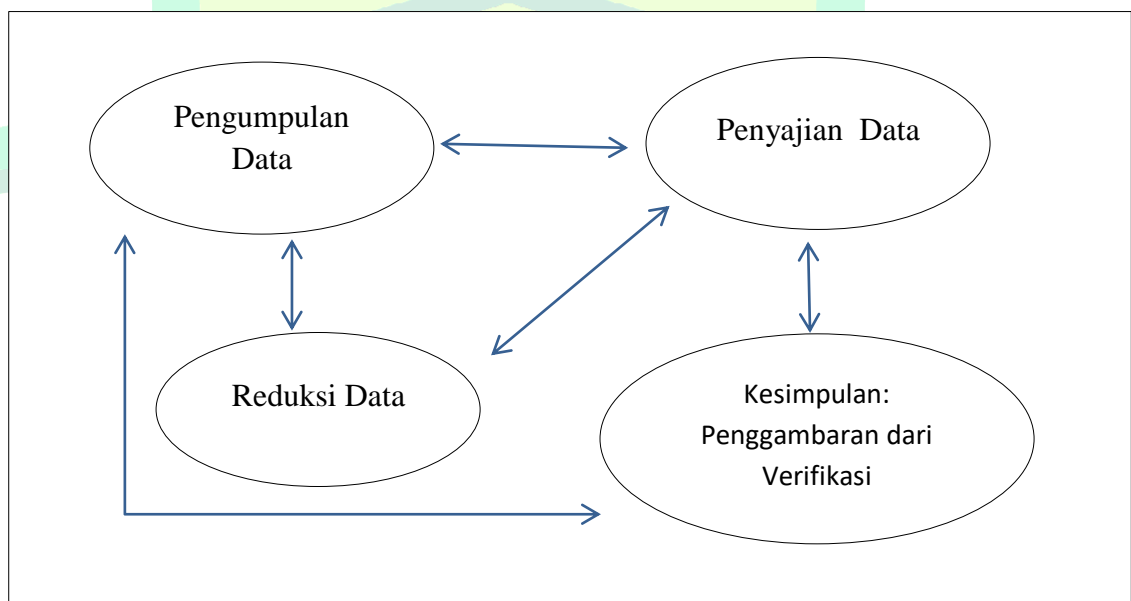 Pengumpulan
Data
Penyajian  Data
Reduksi Data
Kesimpulan:
Penggambaran dari
Verifikasi